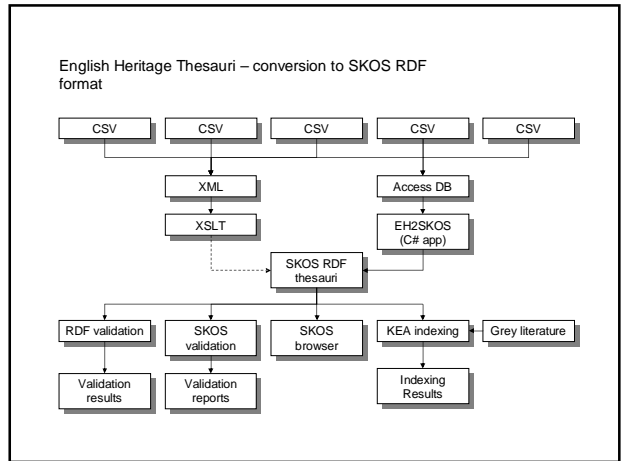 English Heritage Thesauri – conversion to SKOS RDF
format
CSV
CSV
CSV
CSV
CSV
XML
Access DB
XSLT
EH2SKOS
(C# app)
SKOS RDF
thesauri
RDF validation
SKOS
validation
SKOS
browser
KEA indexing
Grey literature
Validation
results
Validation
reports
Indexing
Results